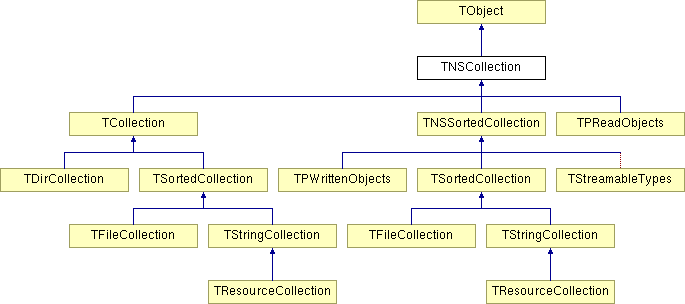 TObject
TNSCollection
TCollection TNSSortedCollection TPReadObjects
TDirCollection TSortedCollection TPWrittenObjects TSortedCollection TStreamableTypes
TFileCollection TStringCollection TFileCollection TStringCollection
TResourceCollection TResourceCollection